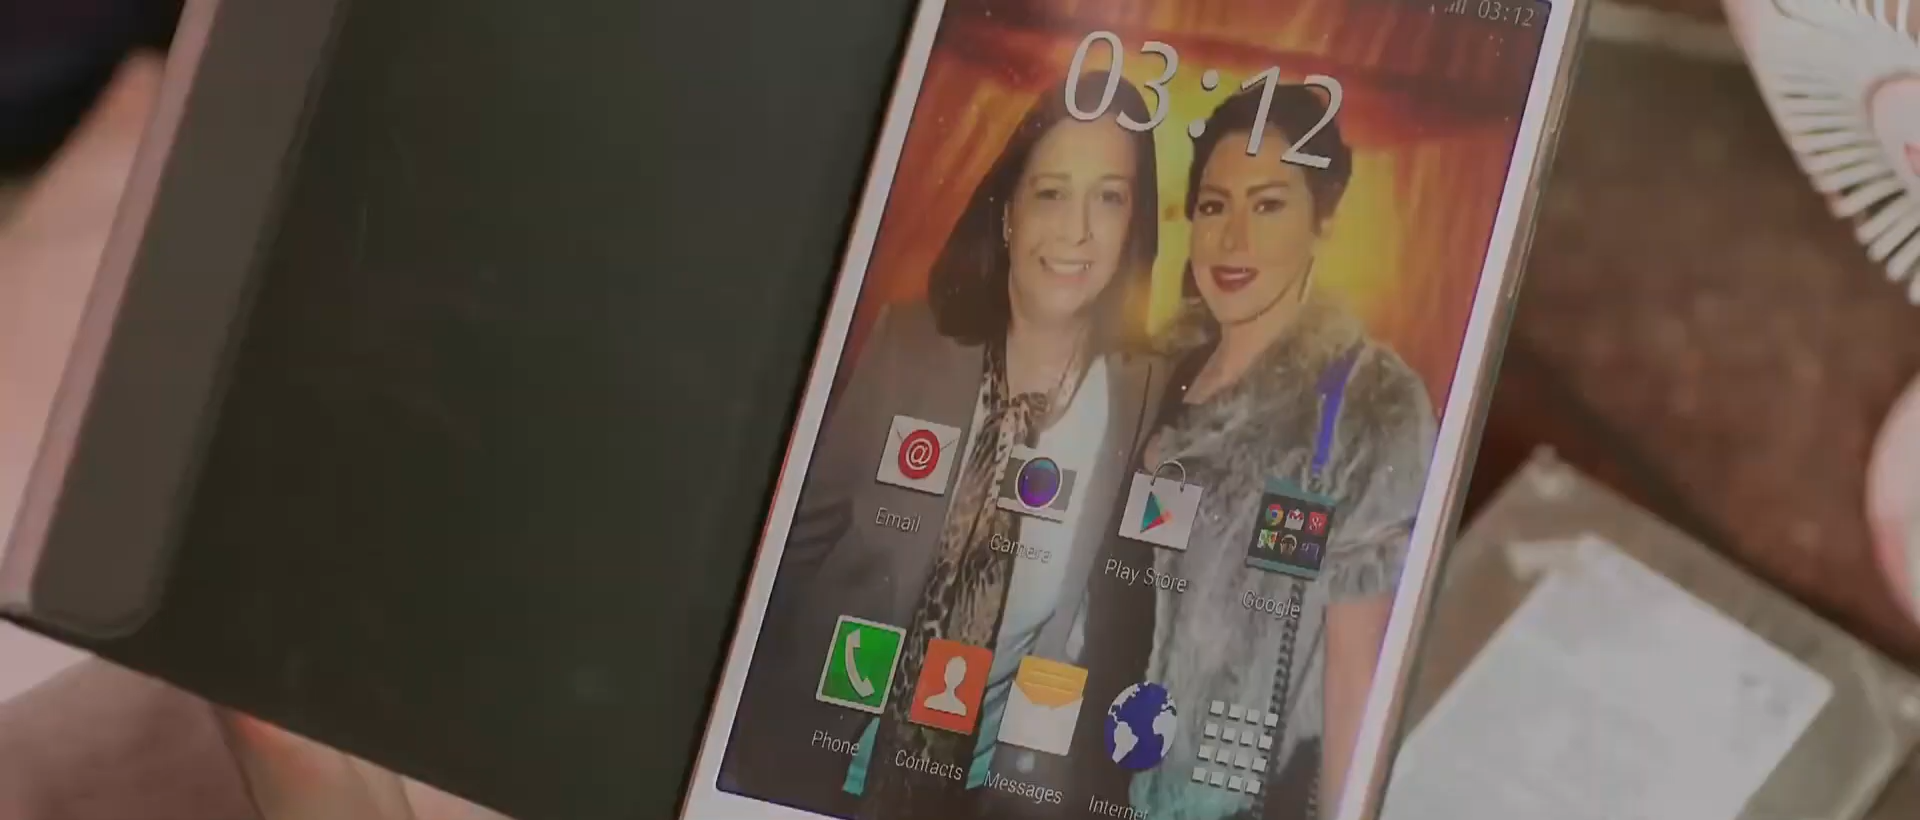 03:12
03:12
@
Email
Camera
Play Store
Google
Phone
Contacts
Messages
Internet